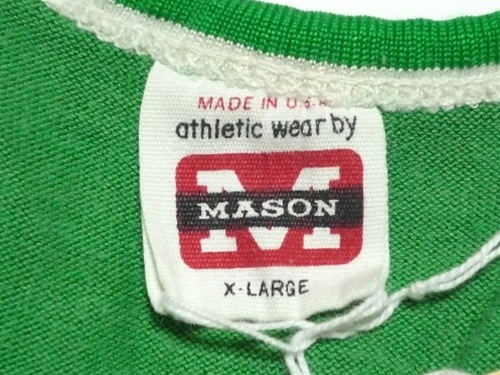 MADE IN U.S.A.
athletic wear by
M
MASON
X-LARGE